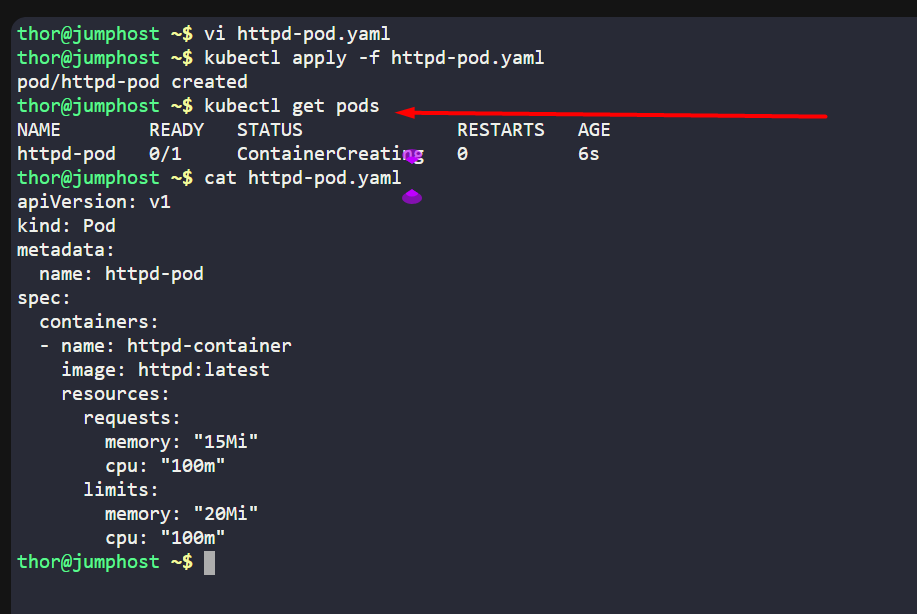 thor@jumphost ~$ vi httpd-pod.yaml
thor@jumphost ~$ kubectl apply -f httpd-pod.yaml
pod/httpd-pod created
thor@jumphost ~$ kubectl get pods
NAME        READY   STATUS              RESTARTS   AGE
httpd-pod   0/1     ContainerCreating   0          6s
thor@jumphost ~$ cat httpd-pod.yaml
apiVersion: v1
kind: Pod
metadata:
  name: httpd-pod
spec:
  containers:
  - name: httpd-container
    image: httpd:latest
    resources:
      requests:
        memory: "15Mi"
        cpu: "100m"
      limits:
        memory: "20Mi"
        cpu: "100m"
thor@jumphost ~$